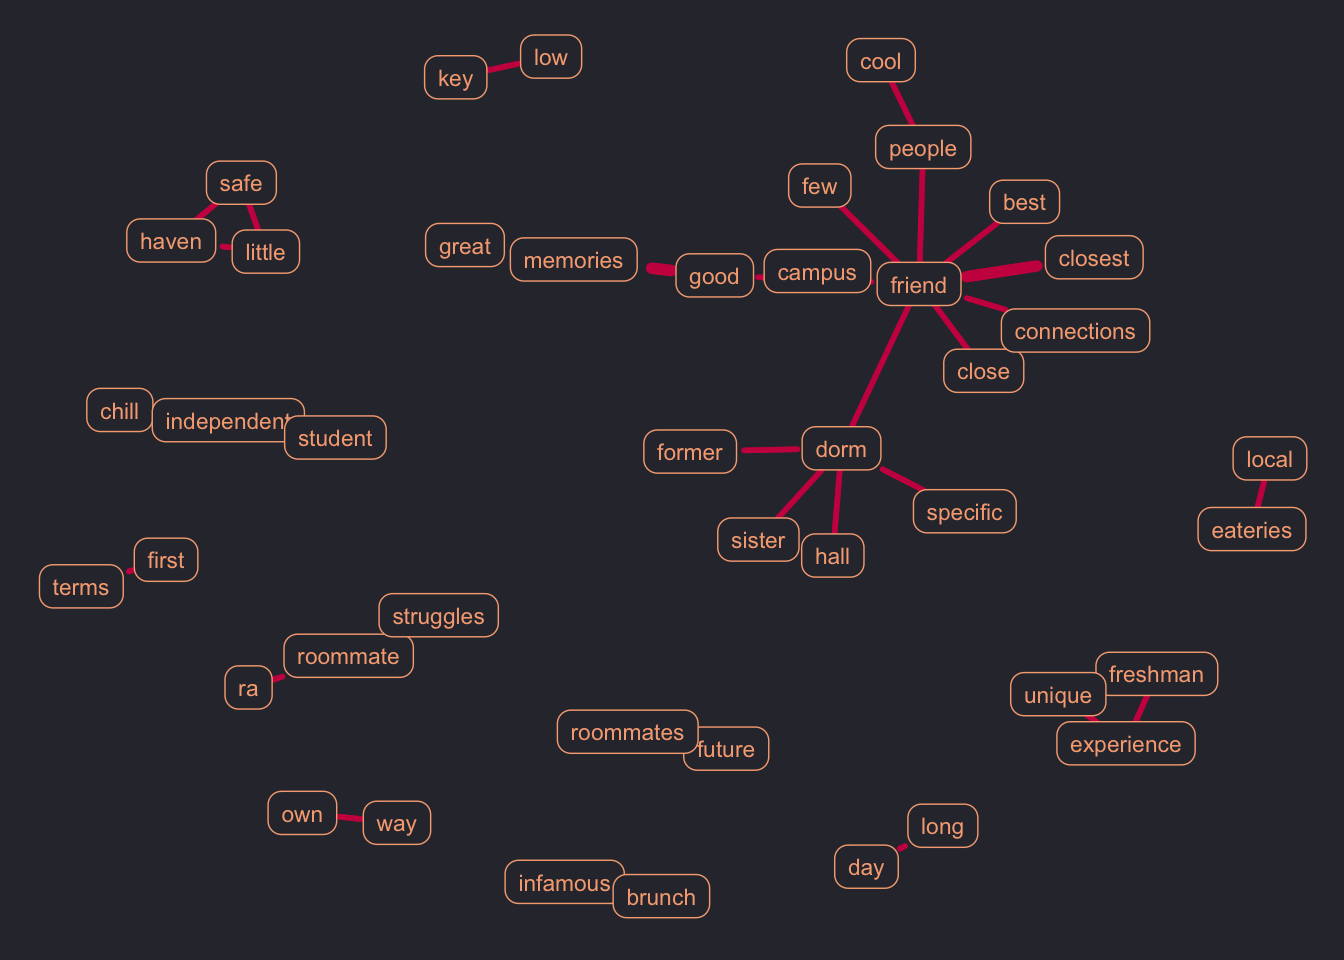 low
key
cool
people
safe
few
best
haven
little
great
memories
good
campus
friend
closest
connections
close
chill
independent
student
former
dorm
specific
sister
hall
local
eateries
first
terms
struggles
roommate
ra
freshman
unique
experience
roommates
future
own
way
long
day
infamous
brunch